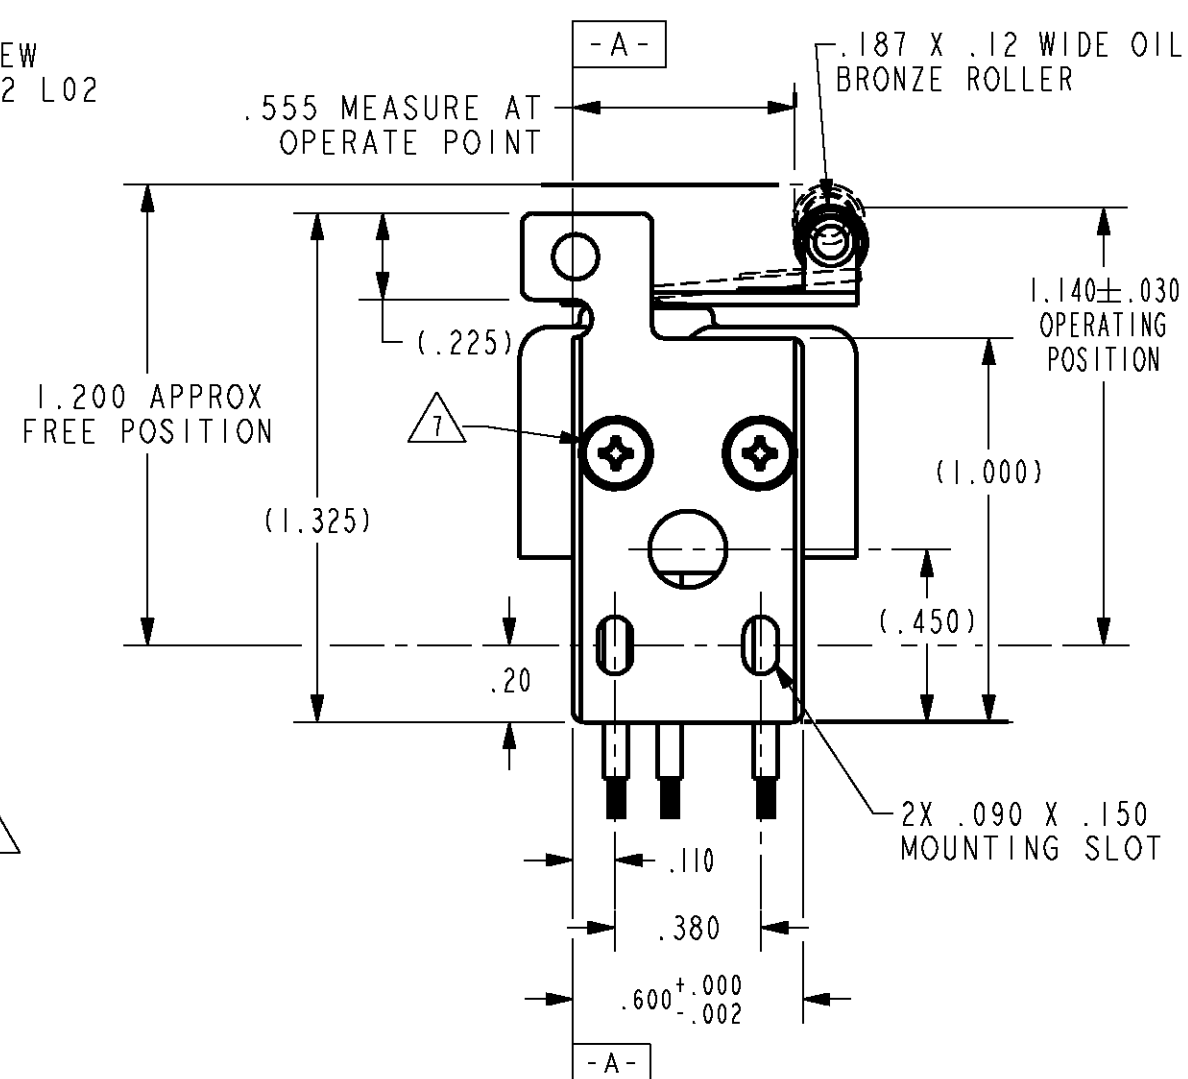 EW
2 L02
-A-
.187 X .12 WIDE OIL
BRONZE ROLLER
.555 MEASURE AT
OPERATE POINT
1.140±.030
OPERATING
POSITION
(.225)
1.200 APPROX
FREE POSITION
7
(1.000)
(1.325)
(.450)
.20
2X .090 X .150
MOUNTING SLOT
.110
.380
.600 +.000
-.002
-A-